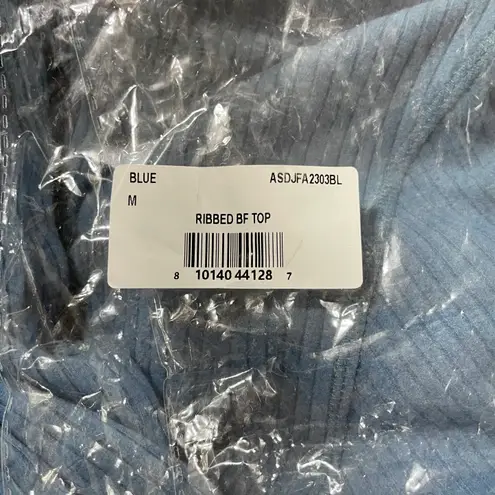 BLUE ASDJFA2303BL
M
RIBBED BF TOP
8 10140 44128 7